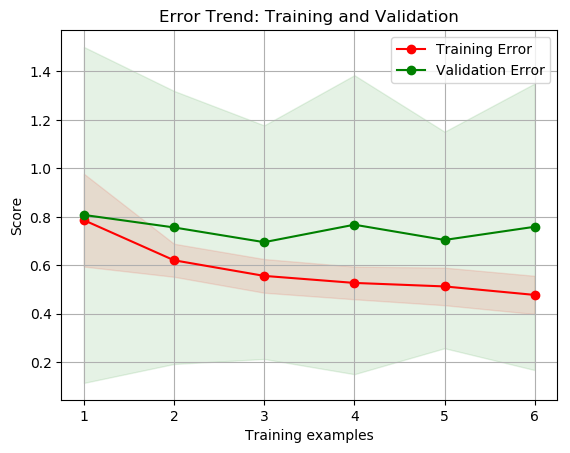 Error Trend: Training and Validation
Training Error
Validation Error
1.4
1.2
1.0
0.8
0.6
0.4
0.2
Score
1 2 3 4 5 6
Training examples